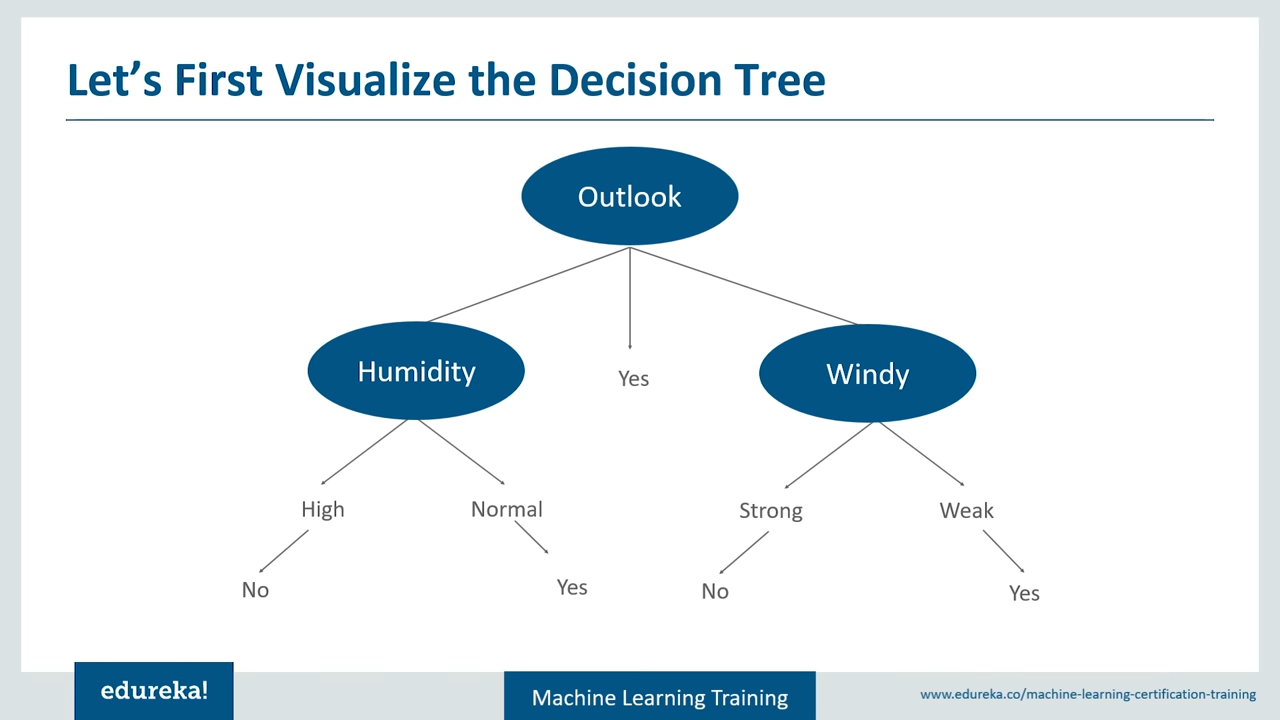 Let’s First Visualize the Decision Tree
Outlook
Humidity
Yes
Windy
High
Normal
Strong
Weak
No
Yes
No
Yes
edureka!
Machine Learning Training
www.edureka.co/machine-learning-certification-training